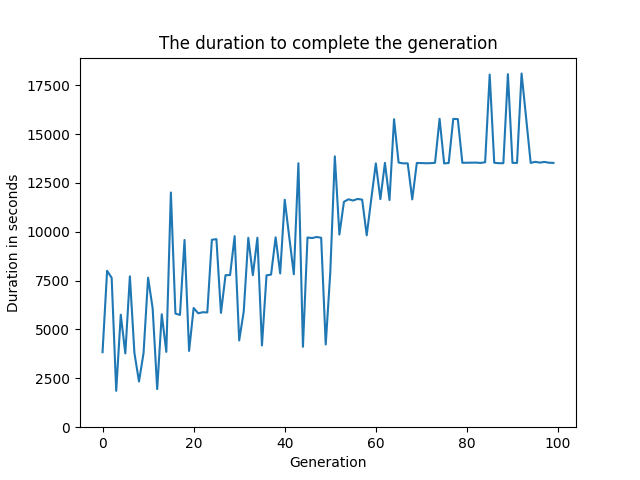 The duration to complete the generation
17500
15000
12500
10000
7500
5000
2500
0
Duration in seconds
0 20 40 60 80 100
Generation